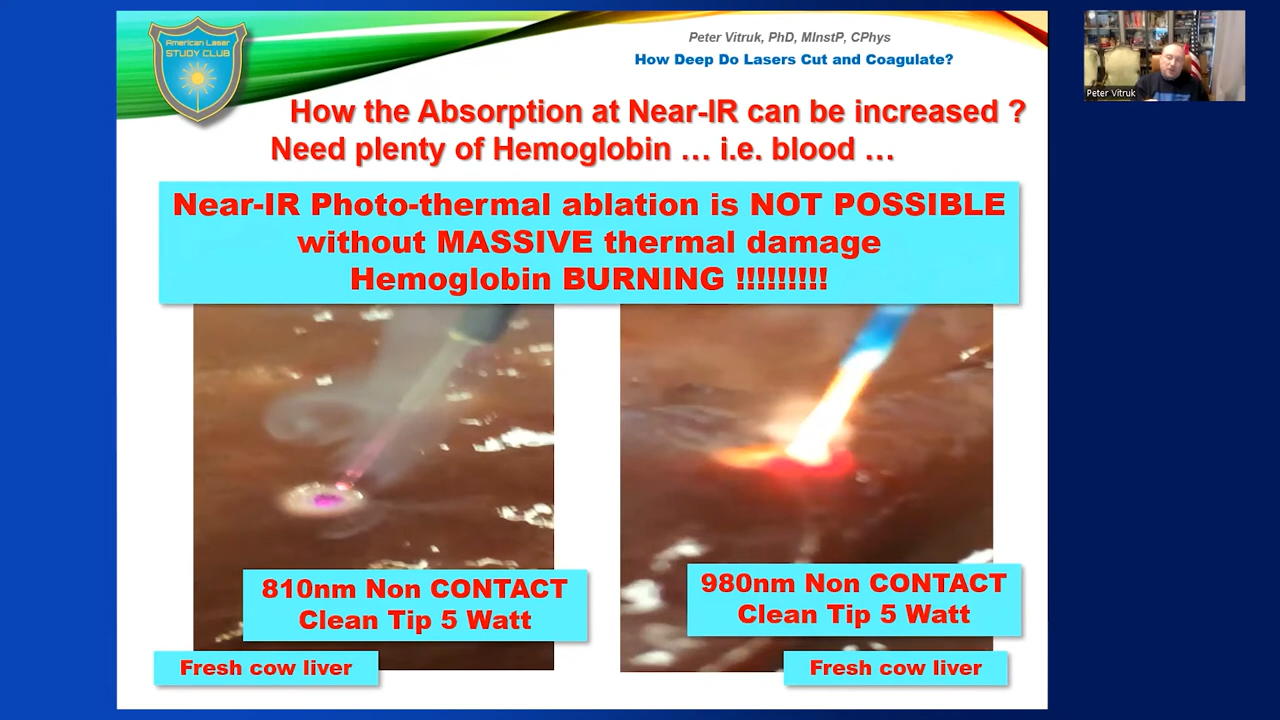 American Laser
STUDY CLUB
Peter Vitruk, PhD, MInstP, CPhys
How Deep Do Lasers Cut and Coagulate?
How the Absorption at Near-IR can be increased ?
Need plenty of Hemoglobin … i.e. blood …
Near-IR Photo-thermal ablation is NOT POSSIBLE
without MASSIVE thermal damage
Hemoglobin BURNING !!!!!!!!!
810nm Non CONTACT
Clean Tip 5 Watt
Fresh cow liver
980nm Non CONTACT
Clean Tip 5 Watt
Fresh cow liver
Peter Vitruk